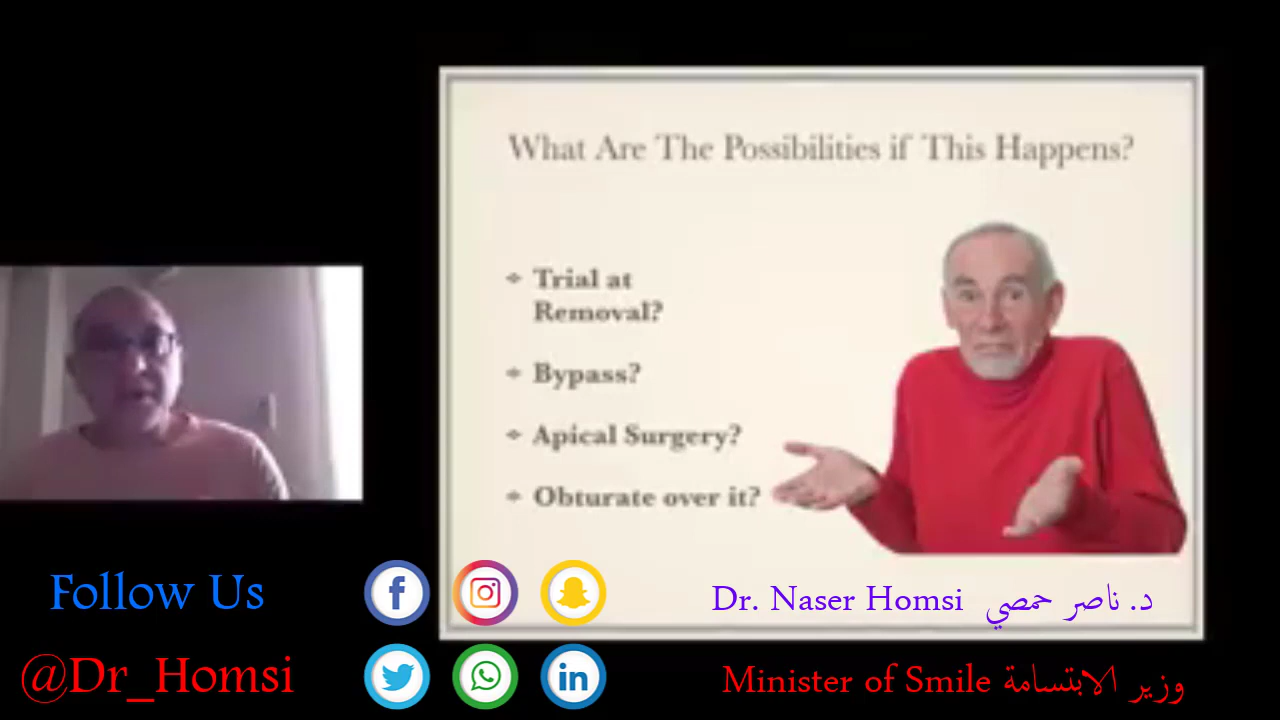 What Are The Possibilities if This Happens?
Trial at
Removal?
Bypass?
Apical Surgery?
Obturate over it?
Follow Us
Dr. Naser Homsi د. ناصر حمصي
@Dr_Homsi
Minister of Smile وزير الابتسامة